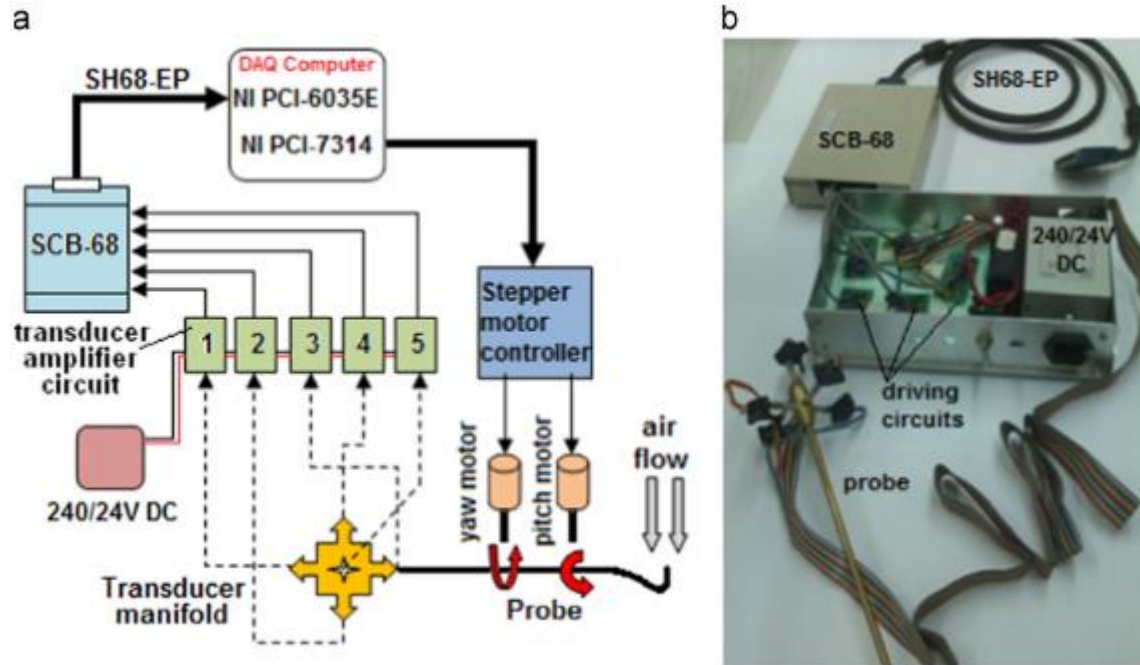 a
SH68-EP
DAQ Computer
NI PCI-6035E
NI PCI-7314
SCB-68
transducer
amplifier
circuit
1 2 3 4 5
Stepper
motor
controller
240/24V DC
yaw motor
pitch motor
air
flow
Transducer
manifold
Probe
b
SH68-EP
SCB-68
240/24V
DC
driving
circuits
probe